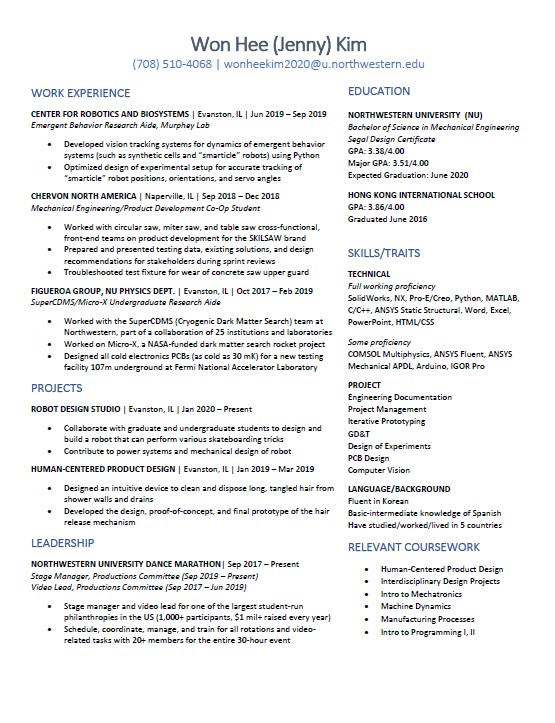 Won Hee (Jenny) Kim
(708) 510-4068 | wonheekim2020@u.northwestern.edu
WORK EXPERIENCE
CENTER FOR ROBOTICS AND BIOSYSTEMS | Evanston, IL | Jun 2019 – Sep 2019
Emergent Behavior Research Aide, Murphey Lab
• Developed vision tracking systems for dynamics of emergent behavior
systems (such as synthetic cells and “smarticle” robots) using Python
• Optimized design of experimental setup for accurate tracking of
“smarticle” robot positions, orientations, and servo angles
CHERVON NORTH AMERICA | Naperville, IL | Sep 2018 – Dec 2018
Mechanical Engineering/Product Development Co-Op Student
• Worked with circular saw, miter saw, and table saw cross-functional,
front-end teams on product development for the SKILSAW brand
• Prepared and presented testing data, existing solutions, and design
recommendations for stakeholders during sprint reviews
• Troubleshooted test fixture for wear of concrete saw upper guard
FIGUEROA GROUP, NU PHYSICS DEPT. | Evanston, IL | Oct 2017 – Feb 2019
SuperCDMS/Micro-X Undergraduate Research Aide
• Worked with the SuperCDMS (Cryogenic Dark Matter Search) team at
Northwestern, part of a collaboration of 25 institutions and laboratories
• Worked on Micro-X, a NASA-funded dark matter search rocket project
• Designed all cold electronics PCBs (as cold as 30 mK) for a new testing
facility 107m underground at Fermi National Accelerator Laboratory
PROJECTS
ROBOT DESIGN STUDIO | Evanston, IL | Jan 2020 – Present
• Collaborate with graduate and undergraduate students to design and
build a robot that can perform various skateboarding tricks
• Contribute to power systems and mechanical design of robot
HUMAN-CENTERED PRODUCT DESIGN | Evanston, IL | Jan 2019 – Mar 2019
• Designed an intuitive device to clean and dispose long, tangled hair from
shower walls and drains
• Developed the design, proof-of-concept, and final prototype of the hair
release mechanism
LEADERSHIP
NORTHWESTERN UNIVERSITY DANCE MARATHON| Sep 2017 – Present
Stage Manager, Productions Committee (Sep 2019 – Present)
Video Lead, Productions Committee (Sep 2017 – Jun 2019)
• Stage manager and video lead for one of the largest student-run
philanthropies in the US (1,000+ participants, $1 mil+ raised every year)
• Schedule, coordinate, manage, and train for all rotations and video-
related tasks with 20+ members for the entire 30-hour event
EDUCATION
NORTHWESTERN UNIVERSITY (NU)
Bachelor of Science in Mechanical Engineering
Segal Design Certificate
GPA: 3.38/4.00
Major GPA: 3.51/4.00
Expected Graduation: June 2020
HONG KONG INTERNATIONAL SCHOOL
GPA: 3.86/4.00
Graduated June 2016
SKILLS/TRAITS
TECHNICAL
Full working proficiency
SolidWorks, NX, Pro-E/Creo, Python, MATLAB,
C/C++, ANSYS Static Structural, Word, Excel,
PowerPoint, HTML/CSS
Some proficiency
COMSOL Multiphysics, ANSYS Fluent, ANSYS
Mechanical APDL, Arduino, IGOR Pro
PROJECT
Engineering Documentation
Project Management
Iterative Prototyping
GD&T
Design of Experiments
PCB Design
Computer Vision
LANGUAGE/BACKGROUND
Fluent in Korean
Basic-intermediate knowledge of Spanish
Have studied/worked/lived in 5 countries
RELEVANT COURSEWORK
• Human-Centered Product Design
• Interdisciplinary Design Projects
• Intro to Mechatronics
• Machine Dynamics
• Manufacturing Processes
• Intro to Programming I, II